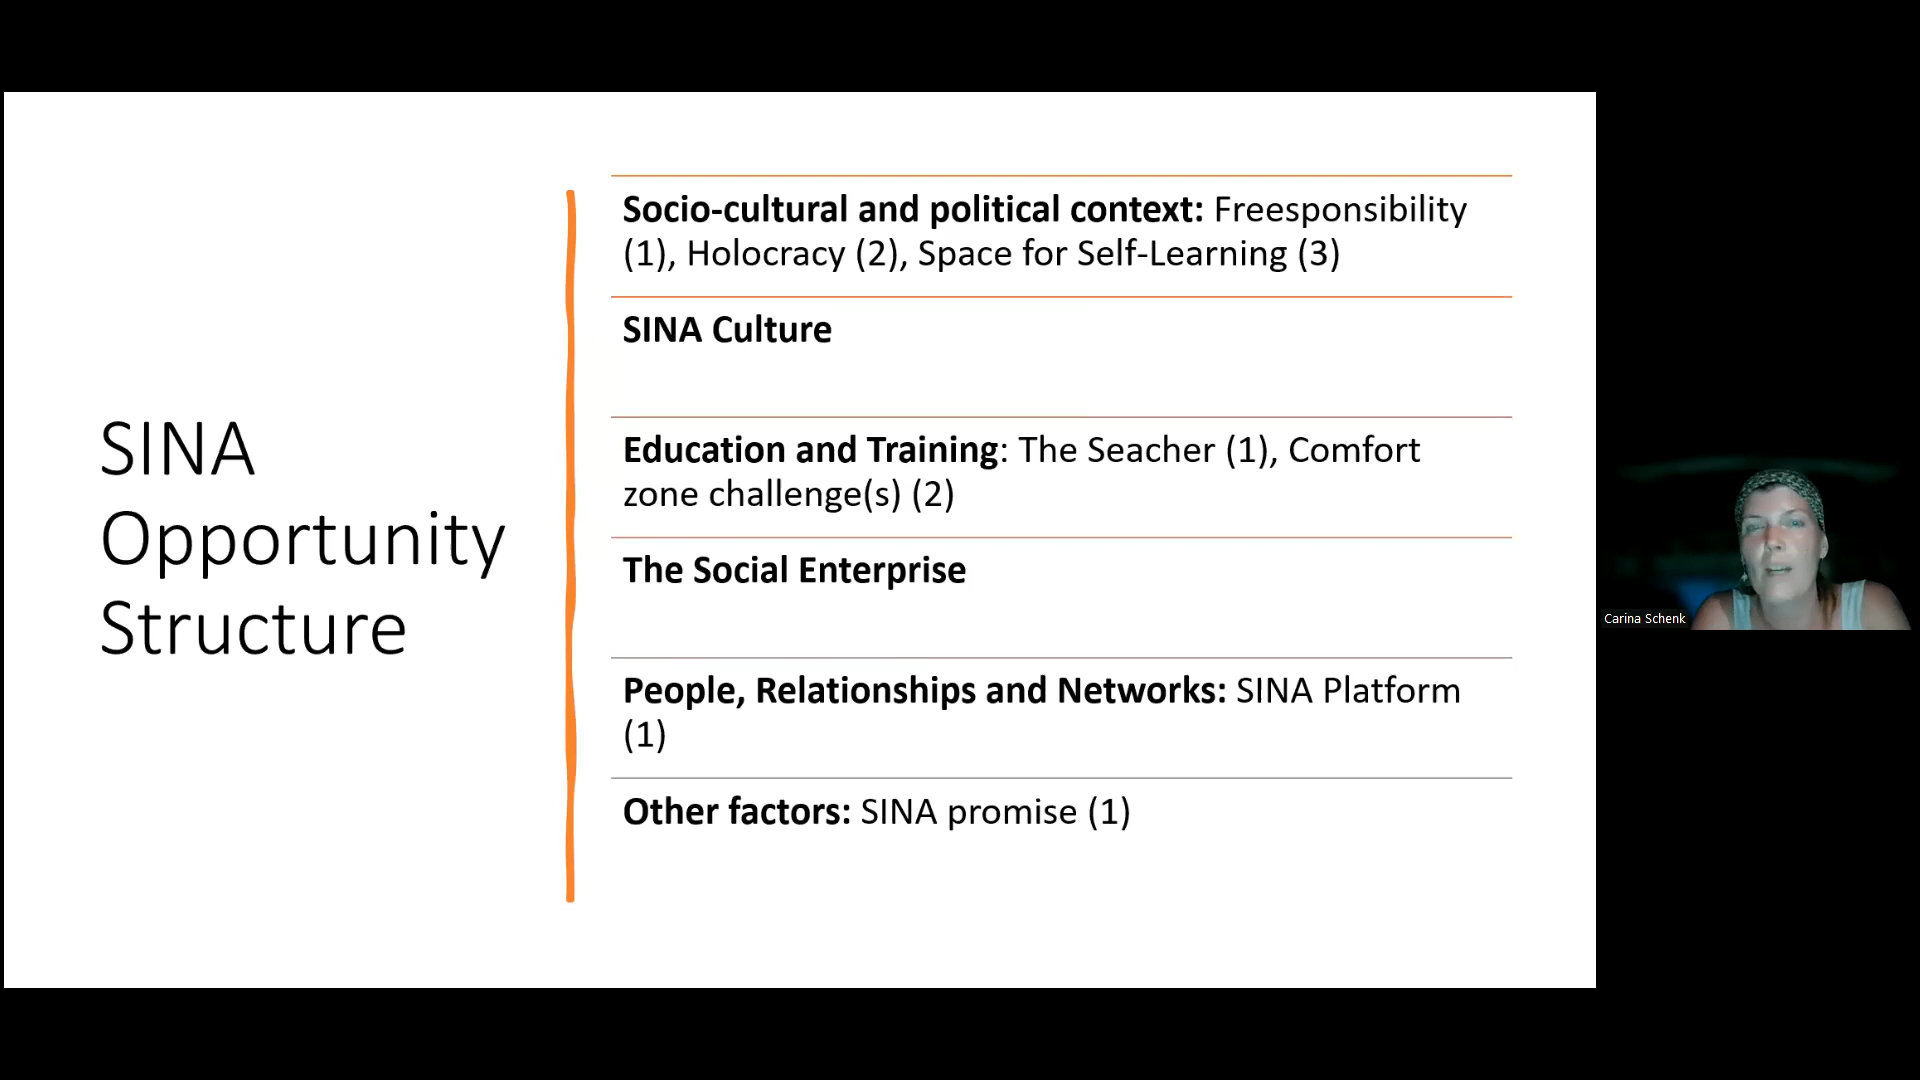 SINA
Opportunity
Structure
Socio-cultural and political context: Freesponsibility
(1), Holocracy (2), Space for Self-Learning (3)
SINA Culture
Education and Training: The Seacher (1), Comfort
zone challenge(s) (2)
The Social Enterprise
People, Relationships and Networks: SINA Platform
(1)
Other factors: SINA promise (1)
Carina Schenk